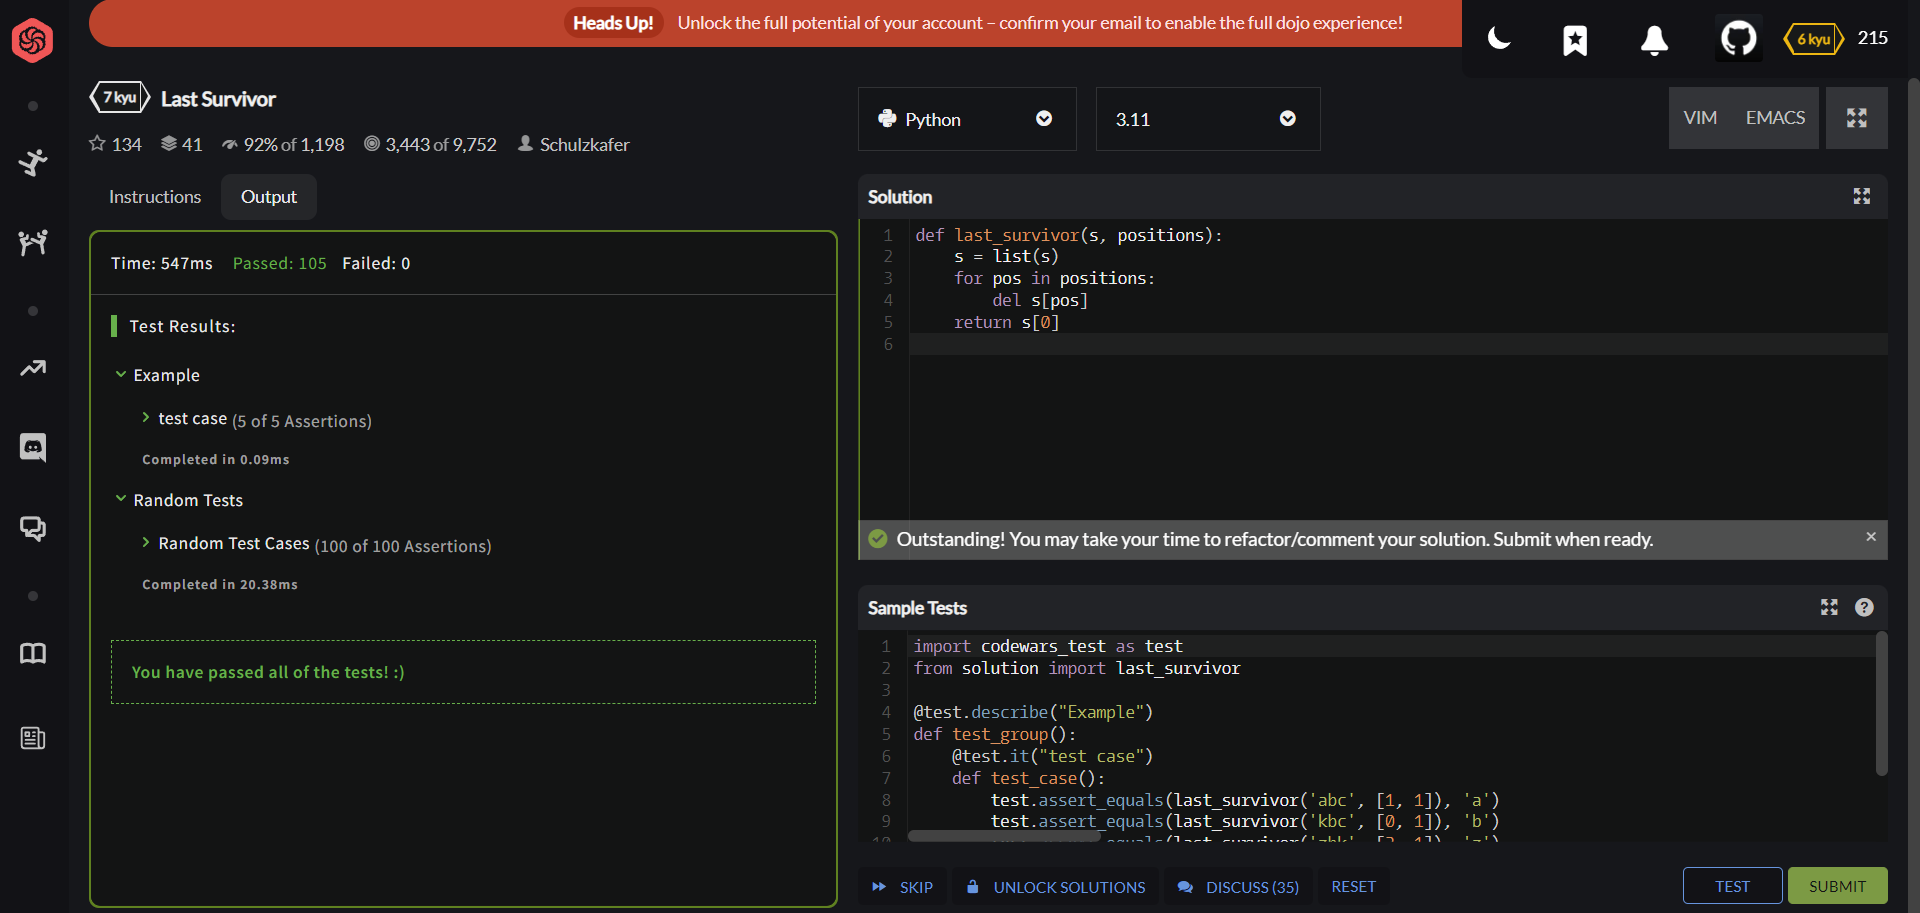 Heads Up! Unlock the full potential of your account – confirm your email to enable the full dojo experience!
6 kyu 215
7 kyu Last Survivor
134 41 92% of 1,198 3,443 of 9,752 Schulzkafer
Instructions Output
Time: 547ms Passed: 105 Failed: 0
Test Results:
Example
test case (5 of 5 Assertions)
Completed in 0.09ms
Random Tests
Random Test Cases (100 of 100 Assertions)
Completed in 20.38ms
You have passed all of the tests! :)
Python 3.11 VIM EMACS
Solution
1 def last_survivor(s, positions):
2     s = list(s)
3     for pos in positions:
4         del s[pos]
5     return s[0]
6
Outstanding! You may take your time to refactor/comment your solution. Submit when ready. ×
Sample Tests ?
1 import codewars_test as test
2 from solution import last_survivor
3
4 @test.describe("Example")
5 def test_group():
6     @test.it("test case")
7     def test_case():
8         test.assert_equals(last_survivor('abc', [1, 1]), 'a')
9         test.assert_equals(last_survivor('kbc', [0, 1]), 'b')
SKIP UNLOCK SOLUTIONS DISCUSS (35) RESET TEST SUBMIT